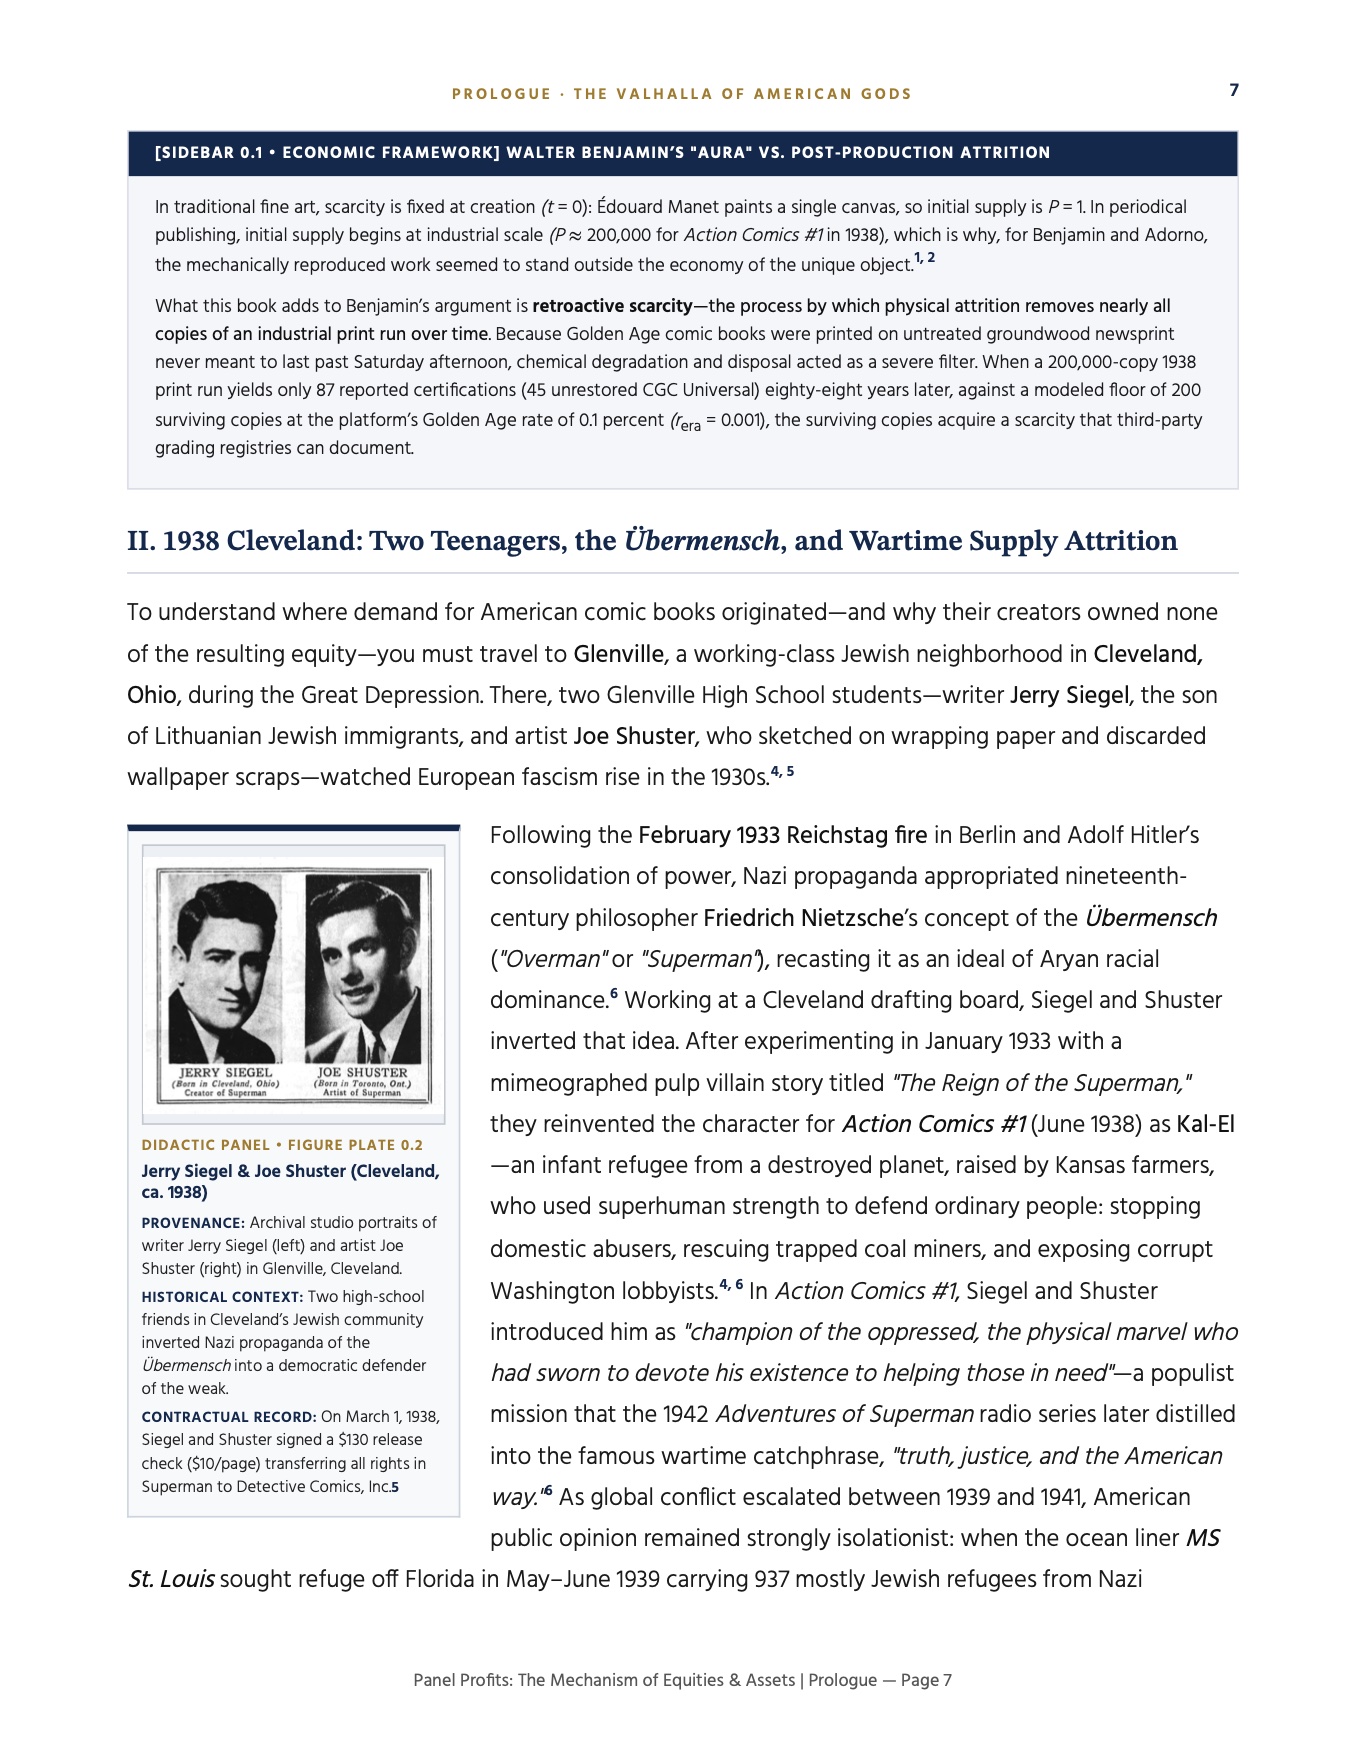 PROLOGUE · THE VALHALLA OF AMERICAN GODS
7
[SIDEBAR 0.1 • ECONOMIC FRAMEWORK] WALTER BENJAMIN’S "AURA" VS. POST-PRODUCTION ATTRITION
In traditional fine art, scarcity is fixed at creation (t = 0): Édouard Manet paints a single canvas, so initial supply is P = 1. In periodical
publishing, initial supply begins at industrial scale (P ≈ 200,000 for Action Comics #1 in 1938), which is why, for Benjamin and Adorno,
the mechanically reproduced work seemed to stand outside the economy of the unique object.1, 2
What this book adds to Benjamin’s argument is retroactive scarcity—the process by which physical attrition removes nearly all
copies of an industrial print run over time. Because Golden Age comic books were printed on untreated groundwood newsprint
never meant to last past Saturday afternoon, chemical degradation and disposal acted as a severe filter. When a 200,000-copy 1938
print run yields only 87 reported certifications (45 unrestored CGC Universal) eighty-eight years later, against a modeled floor of 200
surviving copies at the platform’s Golden Age rate of 0.1 percent (rera = 0.001), the surviving copies acquire a scarcity that third-party
grading registries can document.
II. 1938 Cleveland: Two Teenagers, the Übermensch, and Wartime Supply Attrition
To understand where demand for American comic books originated—and why their creators owned none
of the resulting equity—you must travel to Glenville, a working-class Jewish neighborhood in Cleveland,
Ohio, during the Great Depression. There, two Glenville High School students—writer Jerry Siegel, the son
of Lithuanian Jewish immigrants, and artist Joe Shuster, who sketched on wrapping paper and discarded
wallpaper scraps—watched European fascism rise in the 1930s.4, 5
JERRY SIEGEL
(Born in Cleveland, Ohio)
Creator of Superman
JOE SHUSTER
(Born in Toronto, Ont.)
Artist of Superman
DIDACTIC PANEL • FIGURE PLATE 0.2
Jerry Siegel & Joe Shuster (Cleveland,
ca. 1938)
PROVENANCE: Archival studio portraits of
writer Jerry Siegel (left) and artist Joe
Shuster (right) in Glenville, Cleveland.
HISTORICAL CONTEXT: Two high-school
friends in Cleveland’s Jewish community
inverted Nazi propaganda of the
Übermensch into a democratic defender
of the weak.
CONTRACTUAL RECORD: On March 1, 1938,
Siegel and Shuster signed a $130 release
check ($10/page) transferring all rights in
Superman to Detective Comics, Inc.5
Following the February 1933 Reichstag fire in Berlin and Adolf Hitler’s
consolidation of power, Nazi propaganda appropriated nineteenth-
century philosopher Friedrich Nietzsche’s concept of the Übermensch
("Overman" or "Superman"), recasting it as an ideal of Aryan racial
dominance.6 Working at a Cleveland drafting board, Siegel and Shuster
inverted that idea. After experimenting in January 1933 with a
mimeographed pulp villain story titled "The Reign of the Superman,"
they reinvented the character for Action Comics #1 (June 1938) as Kal-El
—an infant refugee from a destroyed planet, raised by Kansas farmers,
who used superhuman strength to defend ordinary people: stopping
domestic abusers, rescuing trapped coal miners, and exposing corrupt
Washington lobbyists.4, 6 In Action Comics #1, Siegel and Shuster
introduced him as "champion of the oppressed, the physical marvel who
had sworn to devote his existence to helping those in need"—a populist
mission that the 1942 Adventures of Superman radio series later distilled
into the famous wartime catchphrase, "truth, justice, and the American
way."6 As global conflict escalated between 1939 and 1941, American
public opinion remained strongly isolationist: when the ocean liner MS
St. Louis sought refuge off Florida in May–June 1939 carrying 937 mostly Jewish refugees from Nazi
Panel Profits: The Mechanism of Equities & Assets | Prologue — Page 7